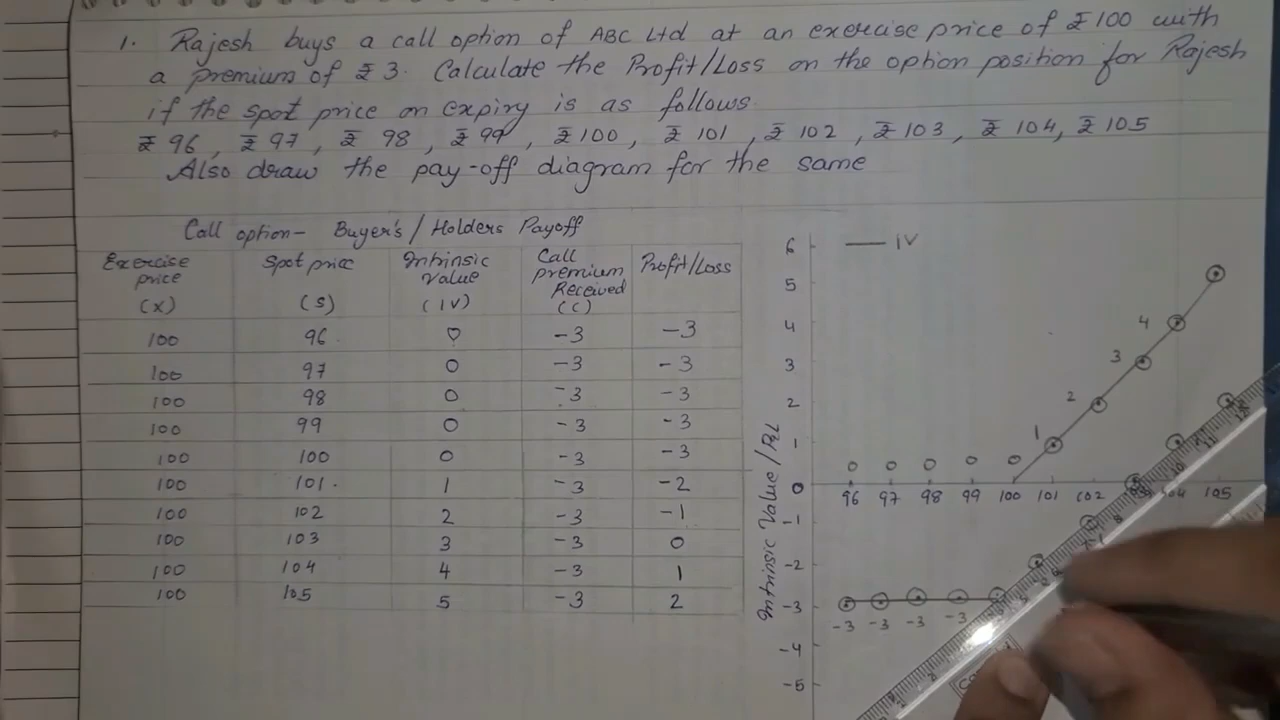 1. Rajesh buys a call option of ABC Ltd at an exercise price of ₹100 with
a premium of ₹3. Calculate the Profit/Loss on the option position for Rajesh
if the spot price on expiry is as follows.
₹96, ₹97, ₹98, ₹99, ₹100, ₹101, ₹102, ₹103, ₹104, ₹105
Also draw the pay-off diagram for the same
Call option- Buyer's/Holders Payoff
Exercise price (X) Spot price (S) Intrinsic Value (IV) Call premium Received (C) Profit/Loss
100 96 0 -3 -3
100 97 0 -3 -3
100 98 0 -3 -3
100 99 0 -3 -3
100 100 0 -3 -3
100 101 1 -3 -2
100 102 2 -3 -1
100 103 3 -3 0
100 104 4 -3 1
100 105 5 -3 2
IV
Intrinsic Value / P&L
6
5
4
3
2
1
0
-1
-2
-3
-4
-5
4
3
2
1
0 0 0 0 0
96 97 98 99 100 101 102 104 105
-3 -3 -3 -3